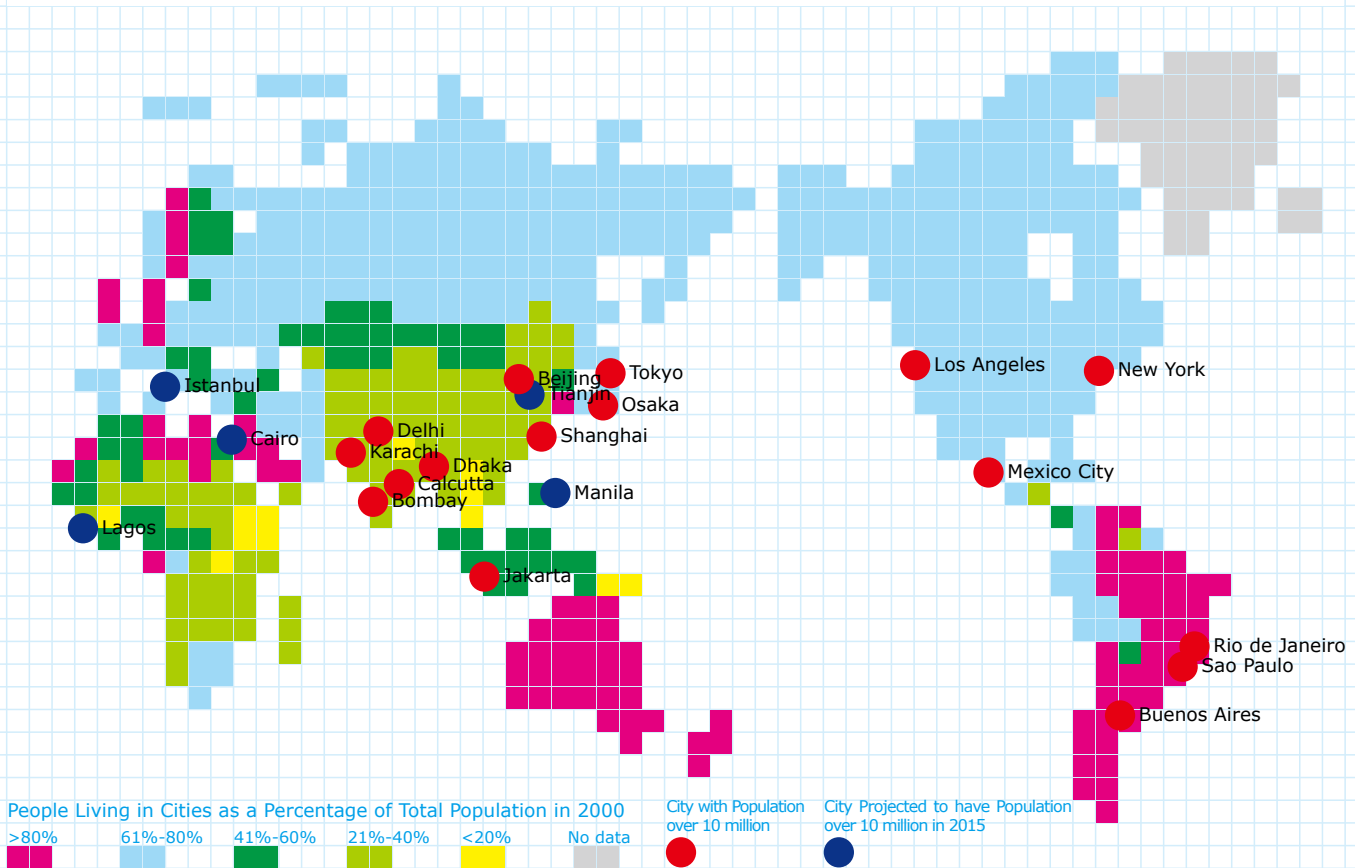 Los Angeles
New York
Tokyo
Beijing
Istanbul
Tianjin
Osaka
Delhi
Shanghai
Cairo
Karachi
Dhaka
Mexico City
Calcutta
Manila
Bombay
Lagos
Jakarta
Rio de Janeiro
Sao Paulo
Buenos Aires
People Living in Cities as a Percentage of Total Population in 2000
>80%
61%-80%
41%-60%
21%-40%
<20%
No data
City with Population
over 10 million
City Projected to have Population
over 10 million in 2015